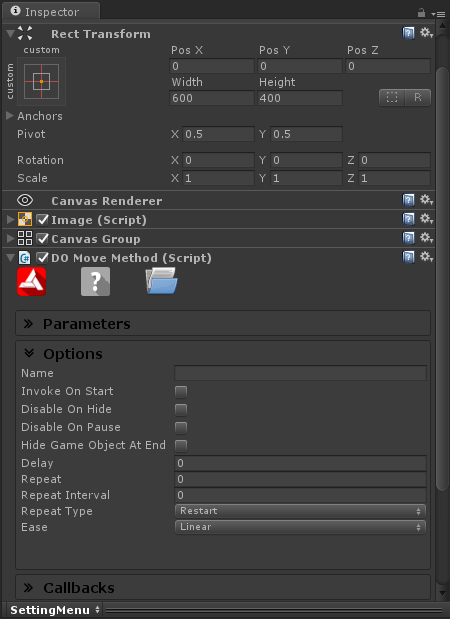 Inspector
Rect Transform
custom
custom
Pos X Pos Y Pos Z
0 0 0
Width Height
600 400
R
Anchors
Pivot X 0.5 Y 0.5
Rotation X 0 Y 0 Z 0
Scale X 1 Y 1 Z 1
Canvas Renderer
Image (Script)
Canvas Group
DO Move Method (Script)
?
Parameters
Options
Name
Invoke On Start
Disable On Hide
Disable On Pause
Hide Game Object At End
Delay 0
Repeat 0
Repeat Interval 0
Repeat Type Restart
Ease Linear
Callbacks
SettingMenu